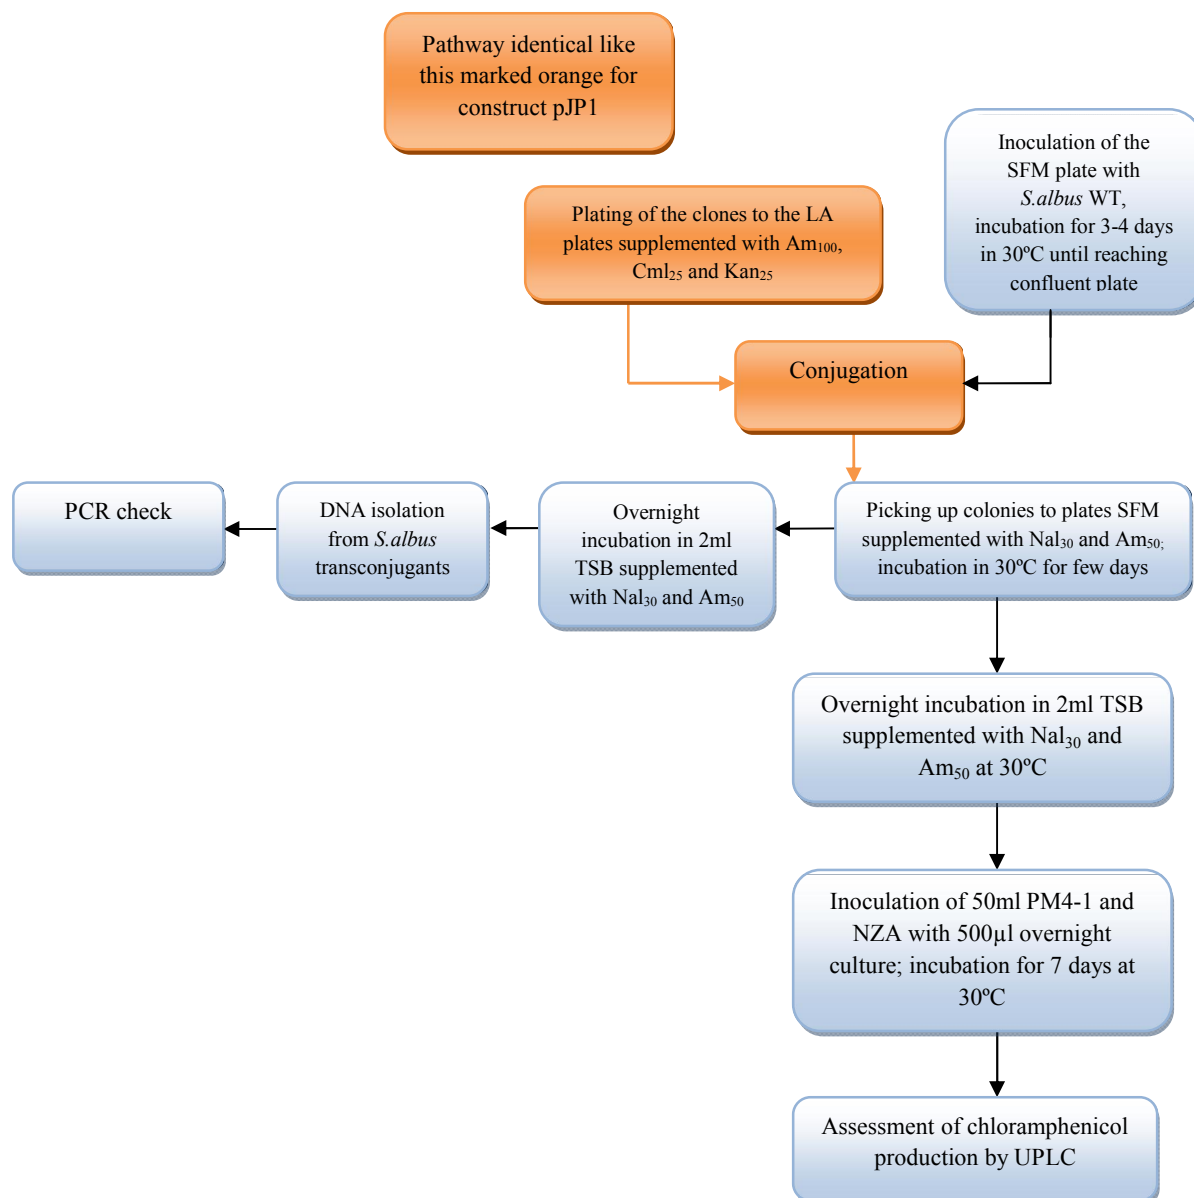 Pathway identical like
this marked orange for
construct pJP1
Inoculation of the
SFM plate with
S.albus WT,
incubation for 3-4 days
in 30ºC until reaching
confluent plate
Plating of the clones to the LA
plates supplemented with Am₁₀₀,
Cml₂₅ and Kan₂₅
Conjugation
PCR check
DNA isolation
from S.albus
transconjugants
Overnight
incubation in 2ml
TSB supplemented
with Nal₃₀ and Am₅₀
Picking up colonies to plates SFM
supplemented with Nal₃₀ and Am₅₀;
incubation in 30ºC for few days
Overnight incubation in 2ml TSB
supplemented with Nal₃₀ and
Am₅₀ at 30ºC
Inoculation of 50ml PM4-1 and
NZA with 500µl overnight
culture; incubation for 7 days at
30ºC
Assessment of chloramphenicol
production by UPLC